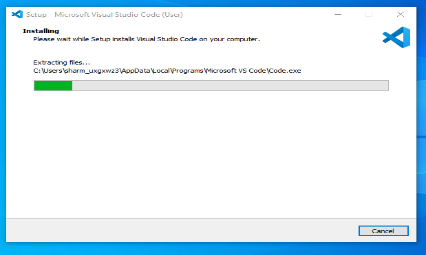 Setup - Microsoft Visual Studio Code (User)
Installing
Please wait while Setup installs Visual Studio Code on your computer.
Extracting files...
C:\Users\sharm_uxgxwz3\AppData\Local\Programs\Microsoft VS Code\Code.exe
Cancel